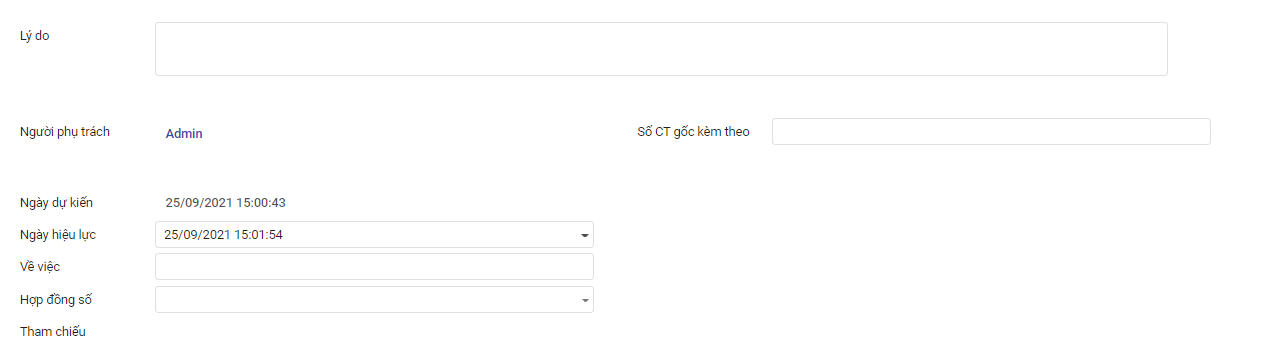 Lý do
Người phụ trách Admin Số CT gốc kèm theo
Ngày dự kiến 25/09/2021 15:00:43
Ngày hiệu lực 25/09/2021 15:01:54
Về việc
Hợp đồng số
Tham chiếu